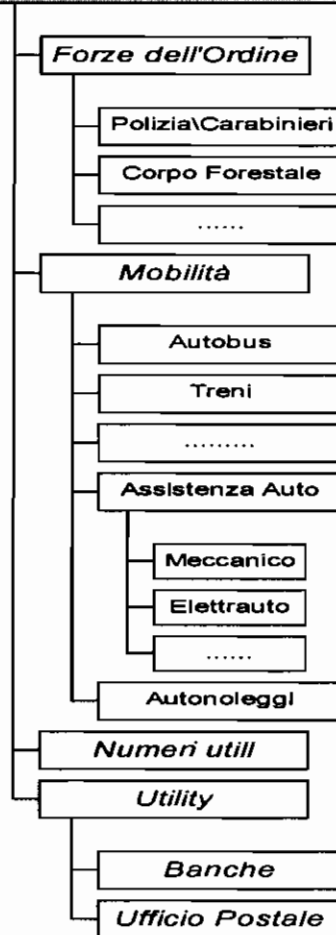 Forze dell'Ordine
Polizia\Carabinieri
Corpo Forestale
......
Mobilità
Autobus
Treni
.........
Assistenza Auto
Meccanico
Elettrauto
......
Autonoleggi
Numeri utili
Utility
Banche
Ufficio Postale